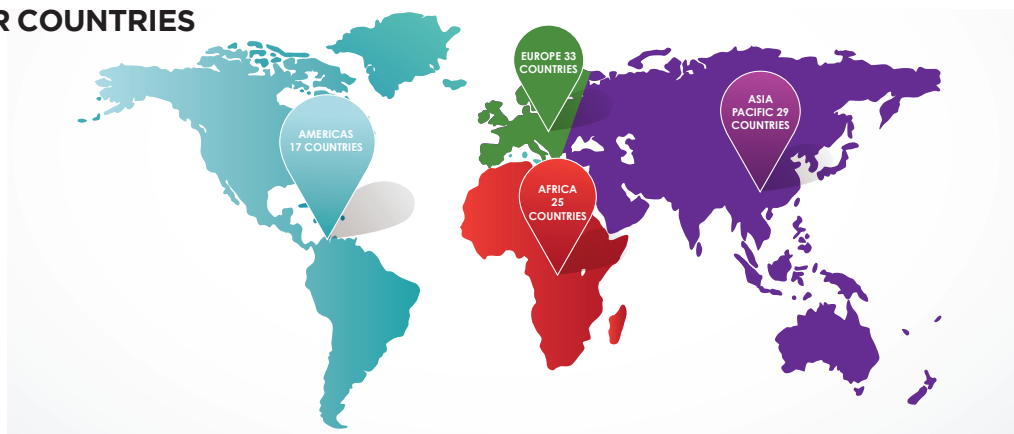 R COUNTRIES
EUROPE 33
COUNTRIES
ASIA
PACIFIC 29
COUNTRIES
AMERICAS
17 COUNTRIES
AFRICA
25
COUNTRIES